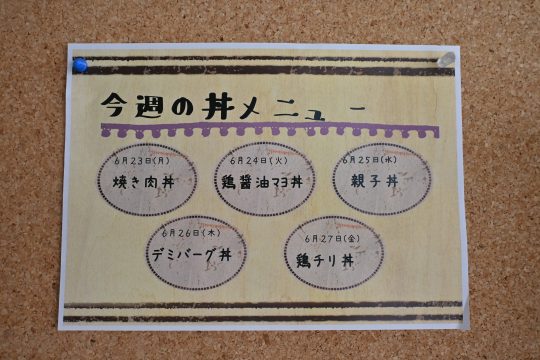 今週の丼メニュー
6月23日(月)
焼き肉丼
6月24日(火)
鶏醤油マヨ丼
6月25日(水)
親子丼
6月26日(木)
デミバーグ丼
6月27日(金)
鶏チリ丼